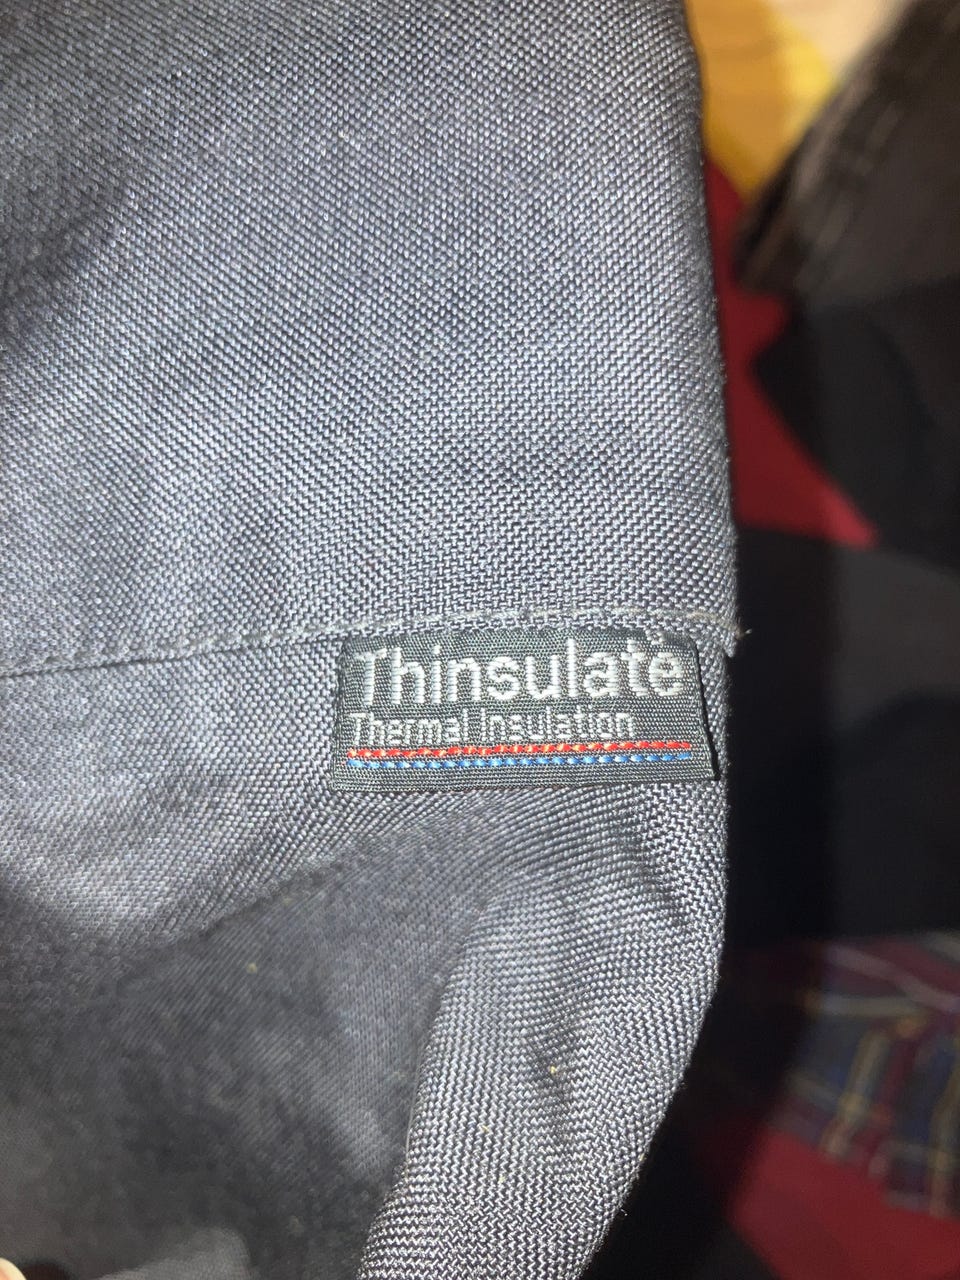 Thinsulate
Thermal Insulation